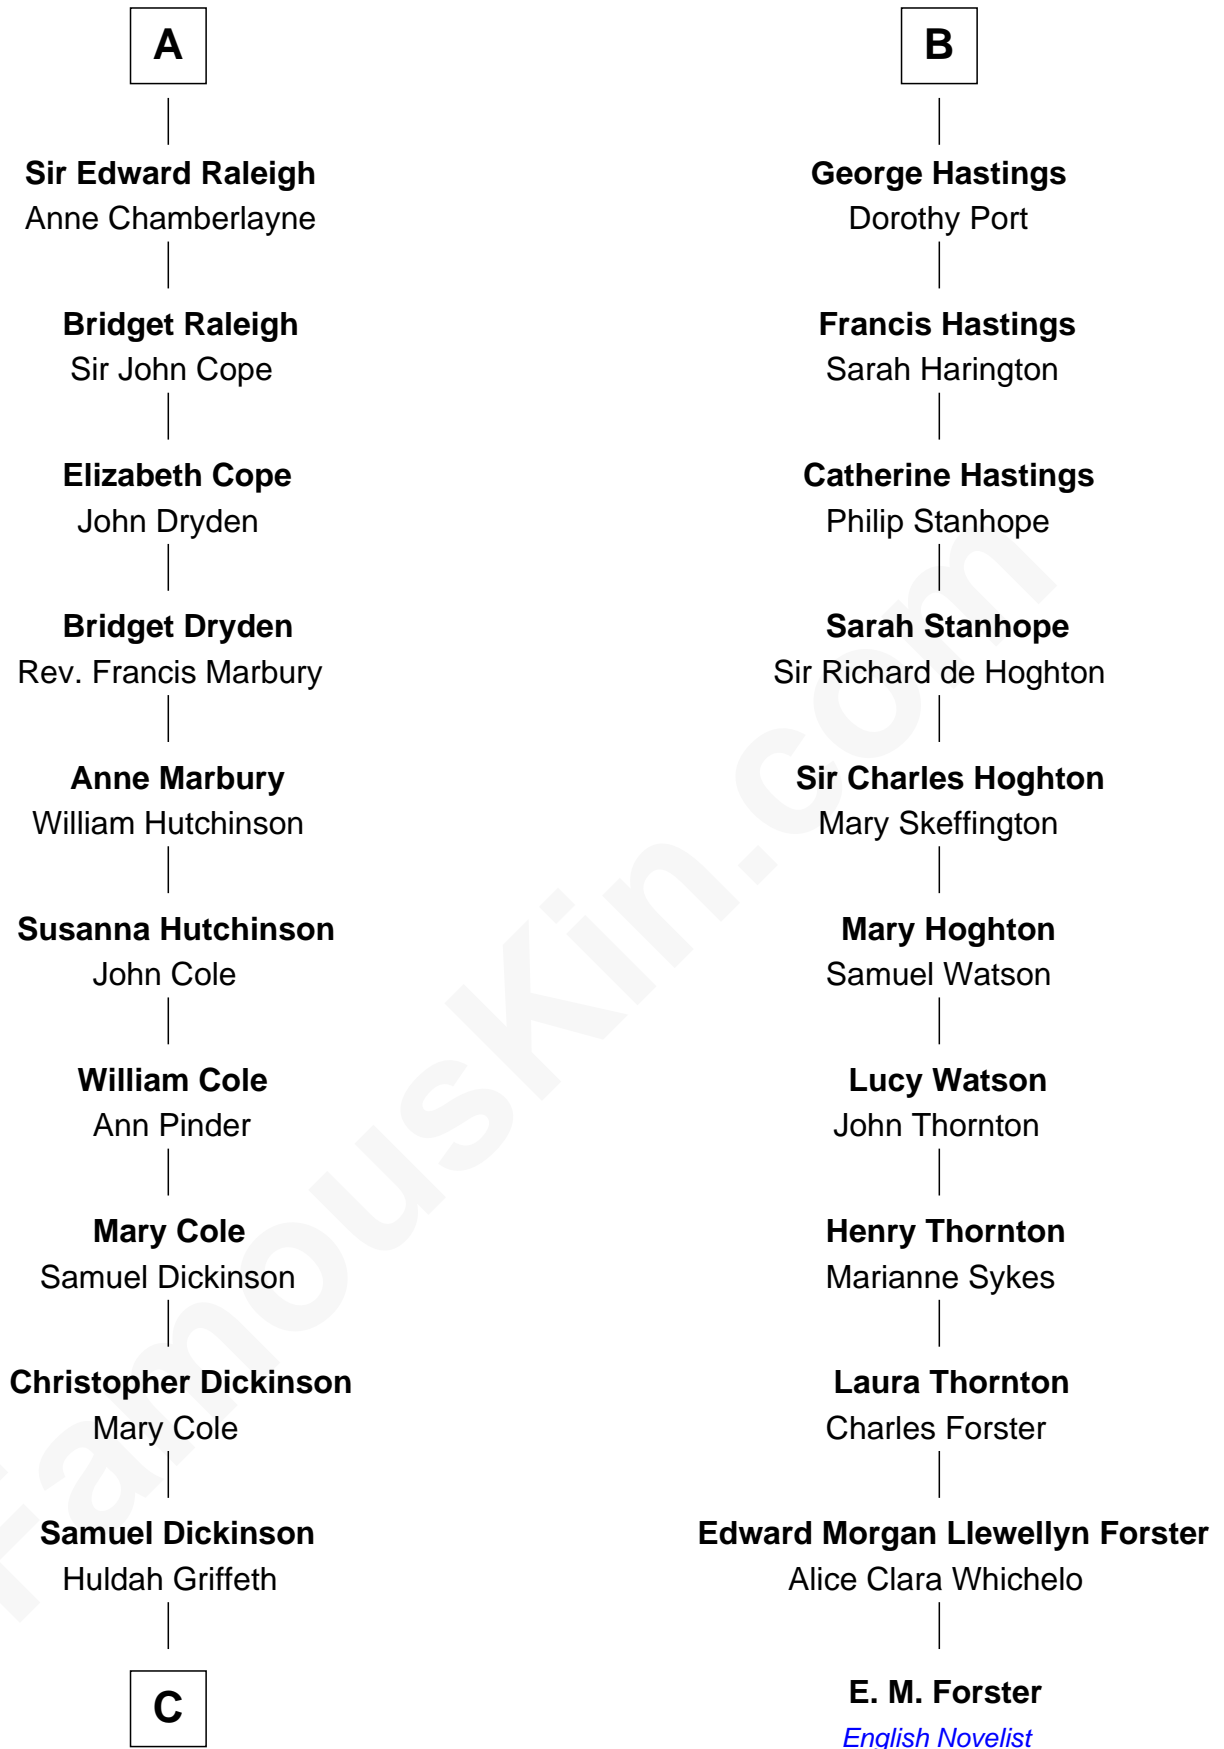 A
Sir Edward Raleigh
Anne Chamberlayne
Bridget Raleigh
Sir John Cope
Elizabeth Cope
John Dryden
Bridget Dryden
Rev. Francis Marbury
Anne Marbury
William Hutchinson
Susanna Hutchinson
John Cole
William Cole
Ann Pinder
Mary Cole
Samuel Dickinson
Christopher Dickinson
Mary Cole
Samuel Dickinson
Huldah Griffeth
C
B
George Hastings
Dorothy Port
Francis Hastings
Sarah Harington
Catherine Hastings
Philip Stanhope
Sarah Stanhope
Sir Richard de Hoghton
Sir Charles Hoghton
Mary Skeffington
Mary Hoghton
Samuel Watson
Lucy Watson
John Thornton
Henry Thornton
Marianne Sykes
Laura Thornton
Charles Forster
Edward Morgan Llewellyn Forster
Alice Clara Whichelo
E. M. Forster
English Novelist
FamousKin.com